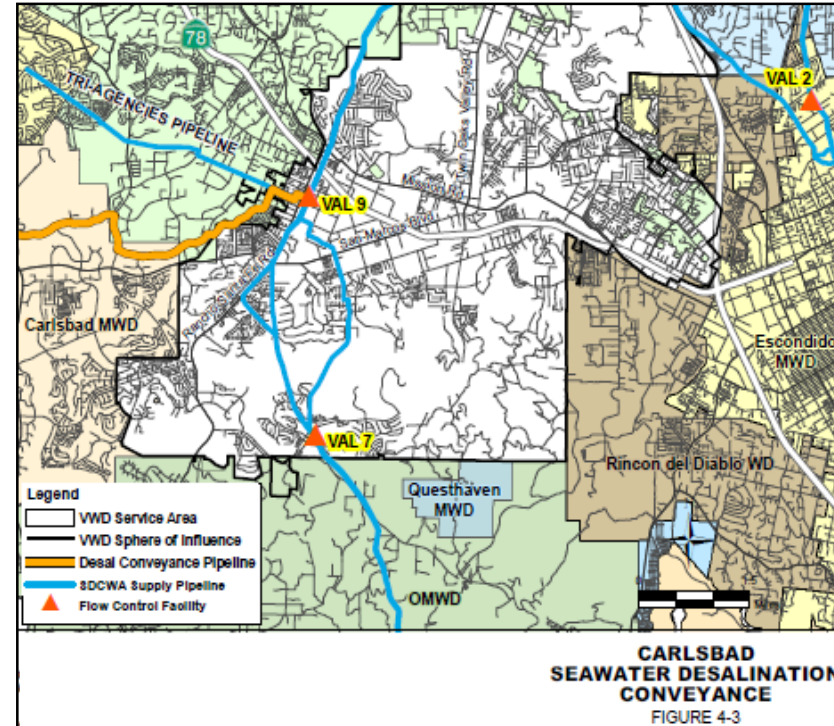 78
VAL 2
TRI-AGENCIES PIPELINE
VAL 9
Mission Rd
San Marcos Blvd
Carlsbad MWD
Escondido
MWD
VAL 7
Rincon del Diablo WD
Questhaven
MWD
OMWD
Legend
VWD Service Area
VWD Sphere of Influence
Desal Conveyance Pipeline
SDCWA Supply Pipeline
Flow Control Facility
CARLSBAD
SEAWATER DESALINATION
CONVEYANCE
FIGURE 4-3